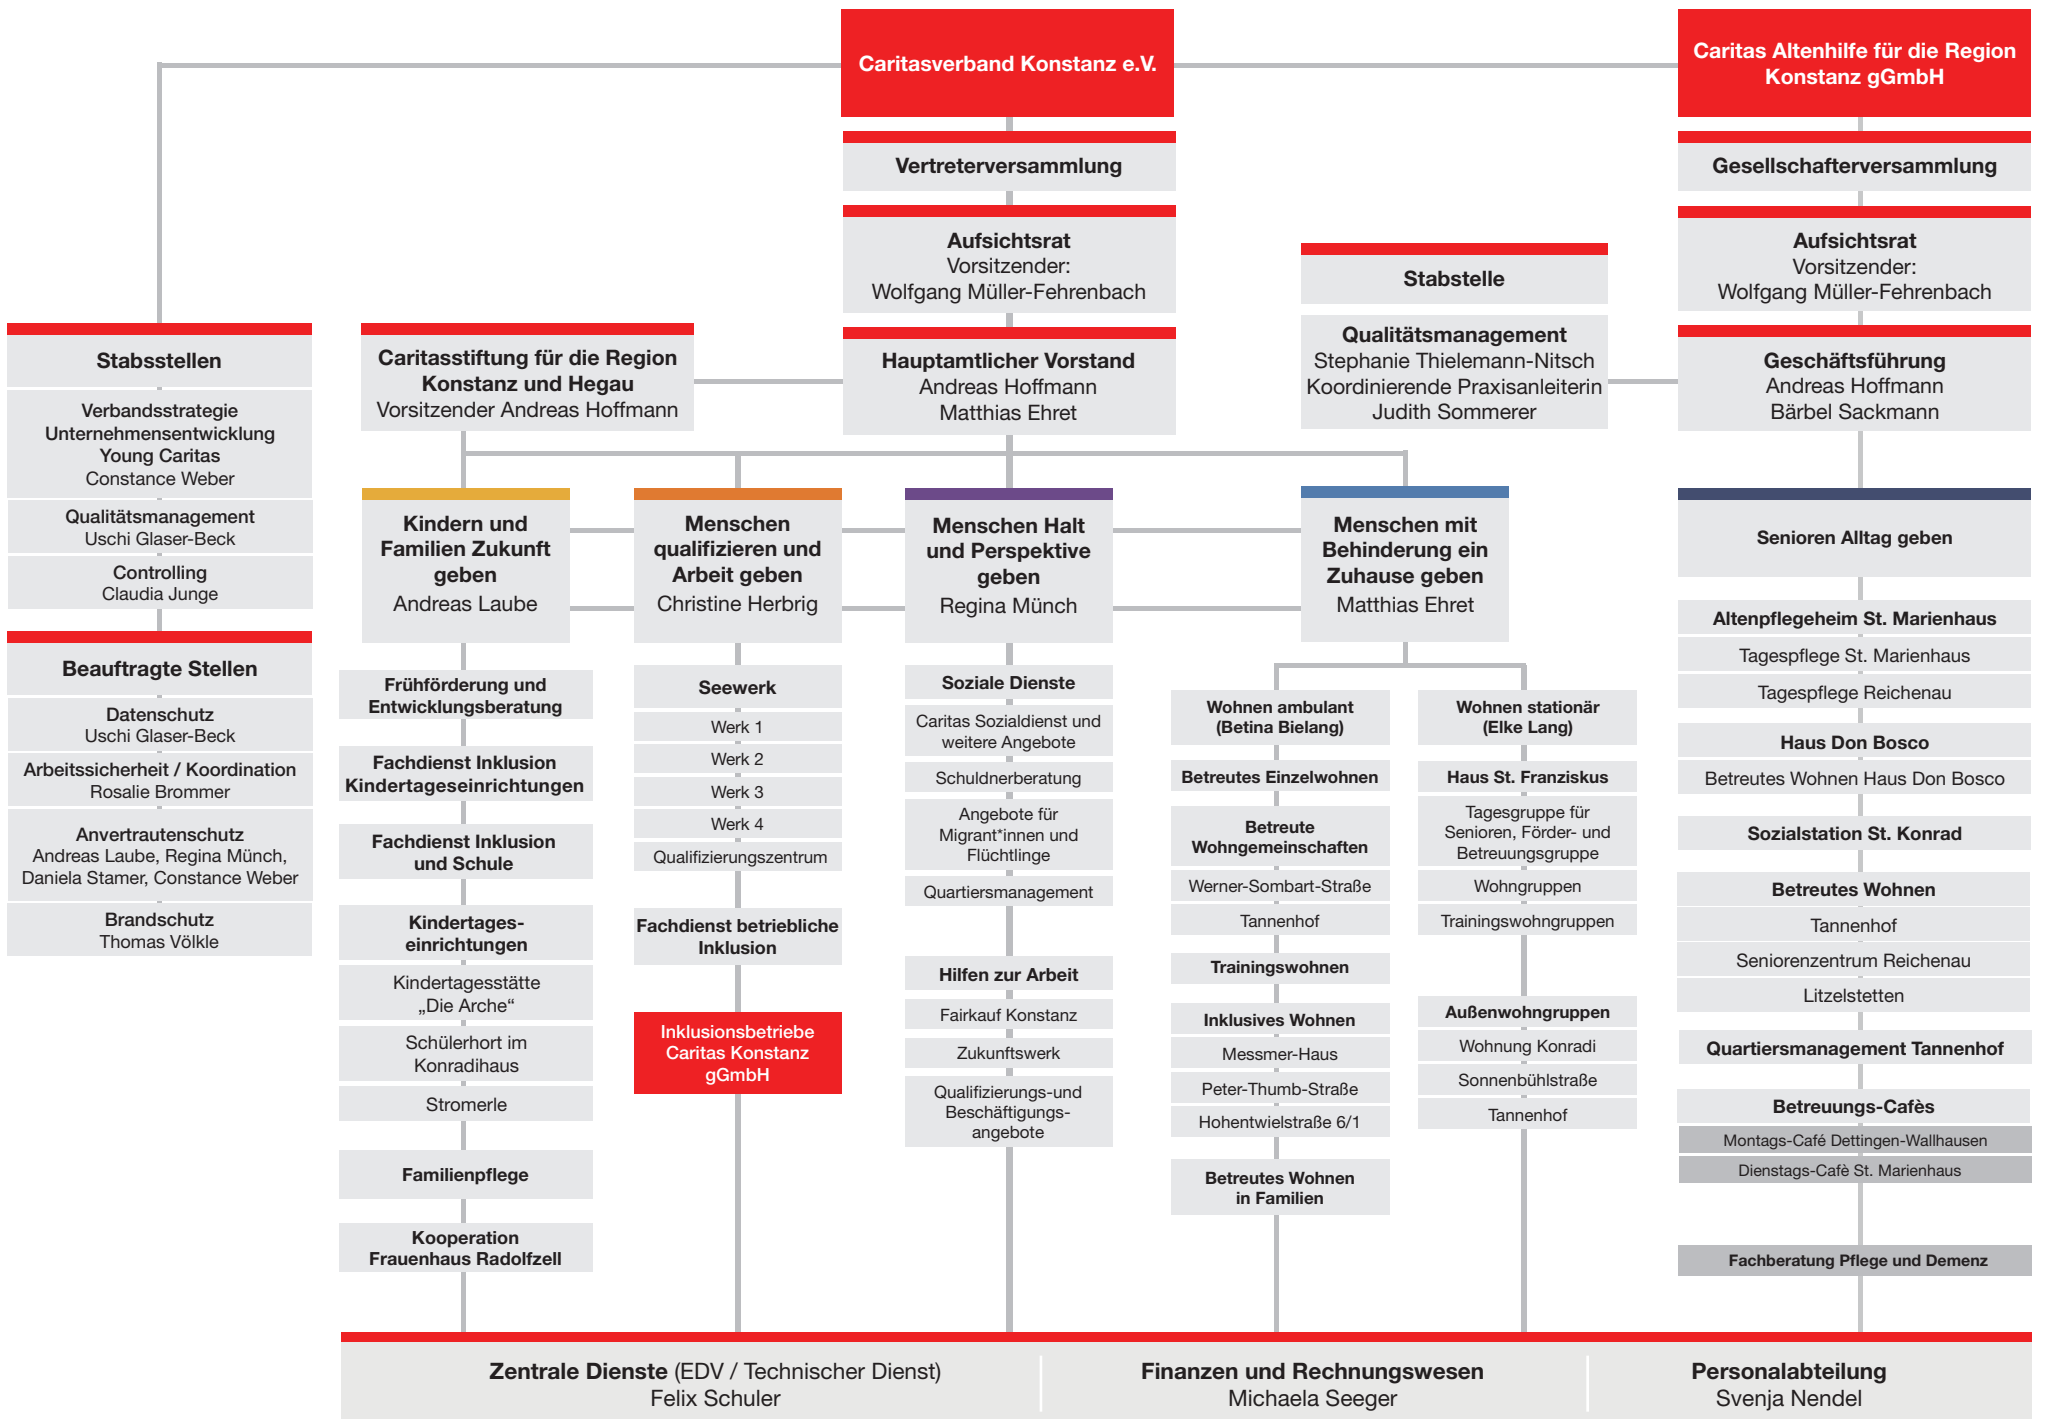 Caritasverband Konstanz e.V.
Caritas Altenhilfe für die Region
Konstanz gGmbH
Vertreterversammlung
Gesellschafterversammlung
Aufsichtsrat
Vorsitzender:
Wolfgang Müller-Fehrenbach
Stabstelle
Qualitätsmanagement
Stephanie Thielemann-Nitsch
Koordinierende Praxisanleiterin
Judith Sommerer
Aufsichtsrat
Vorsitzender:
Wolfgang Müller-Fehrenbach
Stabsstellen
Verbandsstrategie
Unternehmensentwicklung
Young Caritas
Constance Weber
Qualitätsmanagement
Uschi Glaser-Beck
Controlling
Claudia Junge
Beauftragte Stellen
Datenschutz
Uschi Glaser-Beck
Arbeitssicherheit / Koordination
Rosalie Brommer
Anvertrautenschutz
Andreas Laube, Regina Münch,
Daniela Stamer, Constance Weber
Brandschutz
Thomas Völkle
Caritasstiftung für die Region
Konstanz und Hegau
Vorsitzender Andreas Hoffmann
Hauptamtlicher Vorstand
Andreas Hoffmann
Matthias Ehret
Geschäftsführung
Andreas Hoffmann
Bärbel Sackmann
Kindern und
Familien Zukunft
geben
Andreas Laube
Frühförderung und
Entwicklungsberatung
Fachdienst Inklusion
Kindertageseinrichtungen
Fachdienst Inklusion
und Schule
Kindertages-
einrichtungen
Kindertagesstätte
„Die Arche“
Schülerhort im
Konradihaus
Stromerle
Familienpflege
Kooperation
Frauenhaus Radolfzell
Menschen
qualifizieren und
Arbeit geben
Christine Herbrig
Seewerk
Werk 1
Werk 2
Werk 3
Werk 4
Qualifizierungszentrum
Fachdienst betriebliche
Inklusion
Inklusionsbetriebe
Caritas Konstanz
gGmbH
Menschen Halt
und Perspektive
geben
Regina Münch
Soziale Dienste
Caritas Sozialdienst und
weitere Angebote
Schuldnerberatung
Angebote für
Migrant*innen und
Flüchtlinge
Quartiersmanagement
Hilfen zur Arbeit
Fairkauf Konstanz
Zukunftswerk
Qualifizierungs-und
Beschäftigungs-
angebote
Menschen mit
Behinderung ein
Zuhause geben
Matthias Ehret
Wohnen ambulant
(Betina Bielang)
Betreutes Einzelwohnen
Betreute
Wohngemeinschaften
Werner-Sombart-Straße
Tannenhof
Trainingswohnen
Inklusives Wohnen
Messmer-Haus
Peter-Thumb-Straße
Hohentwielstraße 6/1
Betreutes Wohnen
in Familien
Wohnen stationär
(Elke Lang)
Haus St. Franziskus
Tagesgruppe für
Senioren, Förder- und
Betreuungsgruppe
Wohngruppen
Trainingswohngruppen
Außenwohngruppen
Wohnung Konradi
Sonnenbühlstraße
Tannenhof
Senioren Alltag geben
Altenpflegeheim St. Marienhaus
Tagespflege St. Marienhaus
Tagespflege Reichenau
Haus Don Bosco
Betreutes Wohnen Haus Don Bosco
Sozialstation St. Konrad
Betreutes Wohnen
Tannenhof
Seniorenzentrum Reichenau
Litzelstetten
Quartiersmanagement Tannenhof
Betreuungs-Cafès
Montags-Café Dettingen-Wallhausen
Dienstags-Cafè St. Marienhaus
Fachberatung Pflege und Demenz
Zentrale Dienste (EDV / Technischer Dienst)
Felix Schuler
Finanzen und Rechnungswesen
Michaela Seeger
Personalabteilung
Svenja Nendel